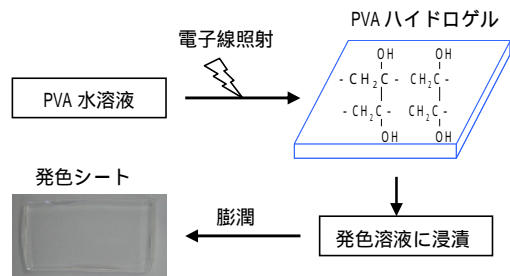 PVA ハイドロゲル
電子線照射
PVA 水溶液
OH OH
-CH2C- CH2C-
-CH2C- CH2C-
OH OH
発色シート
膨潤
発色溶液に浸漬